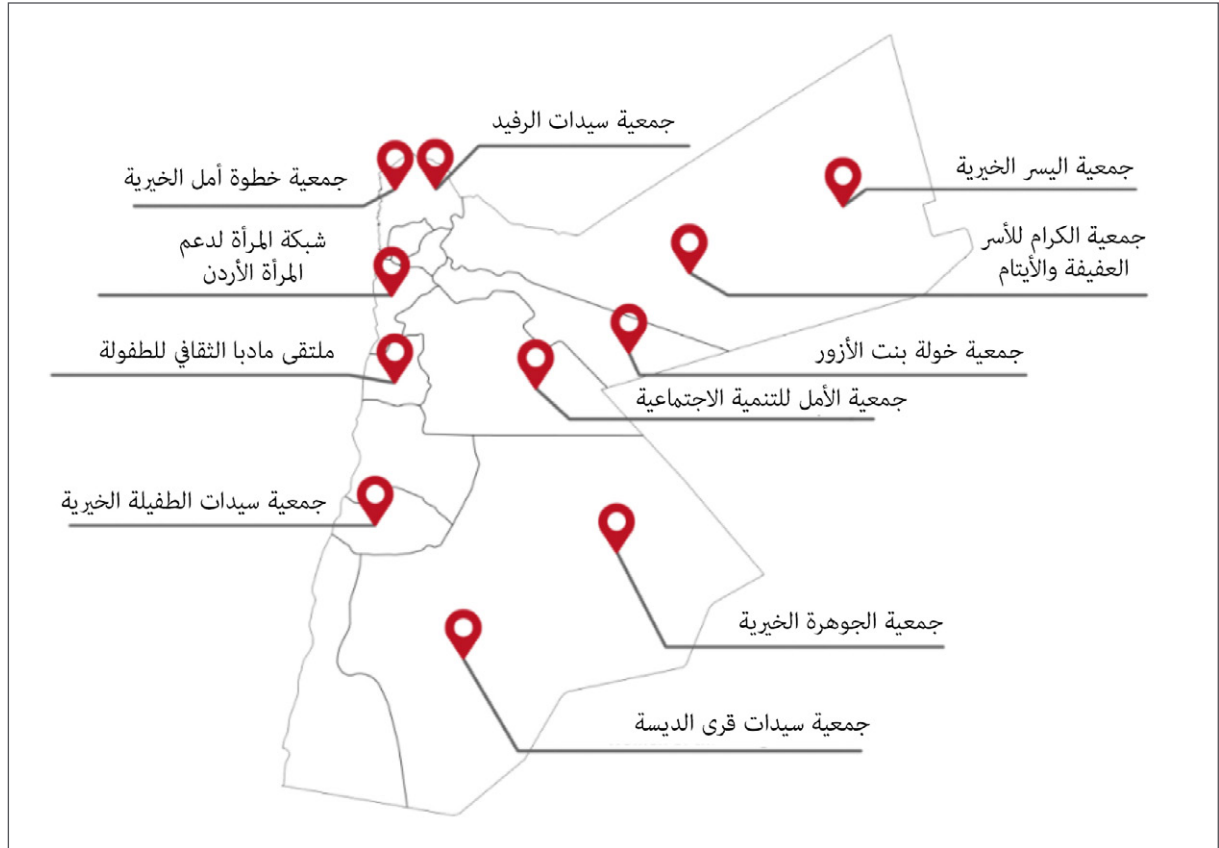 جمعية سيدات الرفيد
جمعية خطوة أمل الخيرية
جمعية اليسر الخيرية
شبكة المرأة لدعم
المرأة الأردن
جمعية الكرام للأسر
العفيفة والأيتام
ملتقى مادبا الثقافي للطفولة
جمعية خولة بنت الأزور
جمعية الأمل للتنمية الاجتماعية
جمعية سيدات الطفيلة الخيرية
جمعية الجوهرة الخيرية
جمعية سيدات قرى الديسة